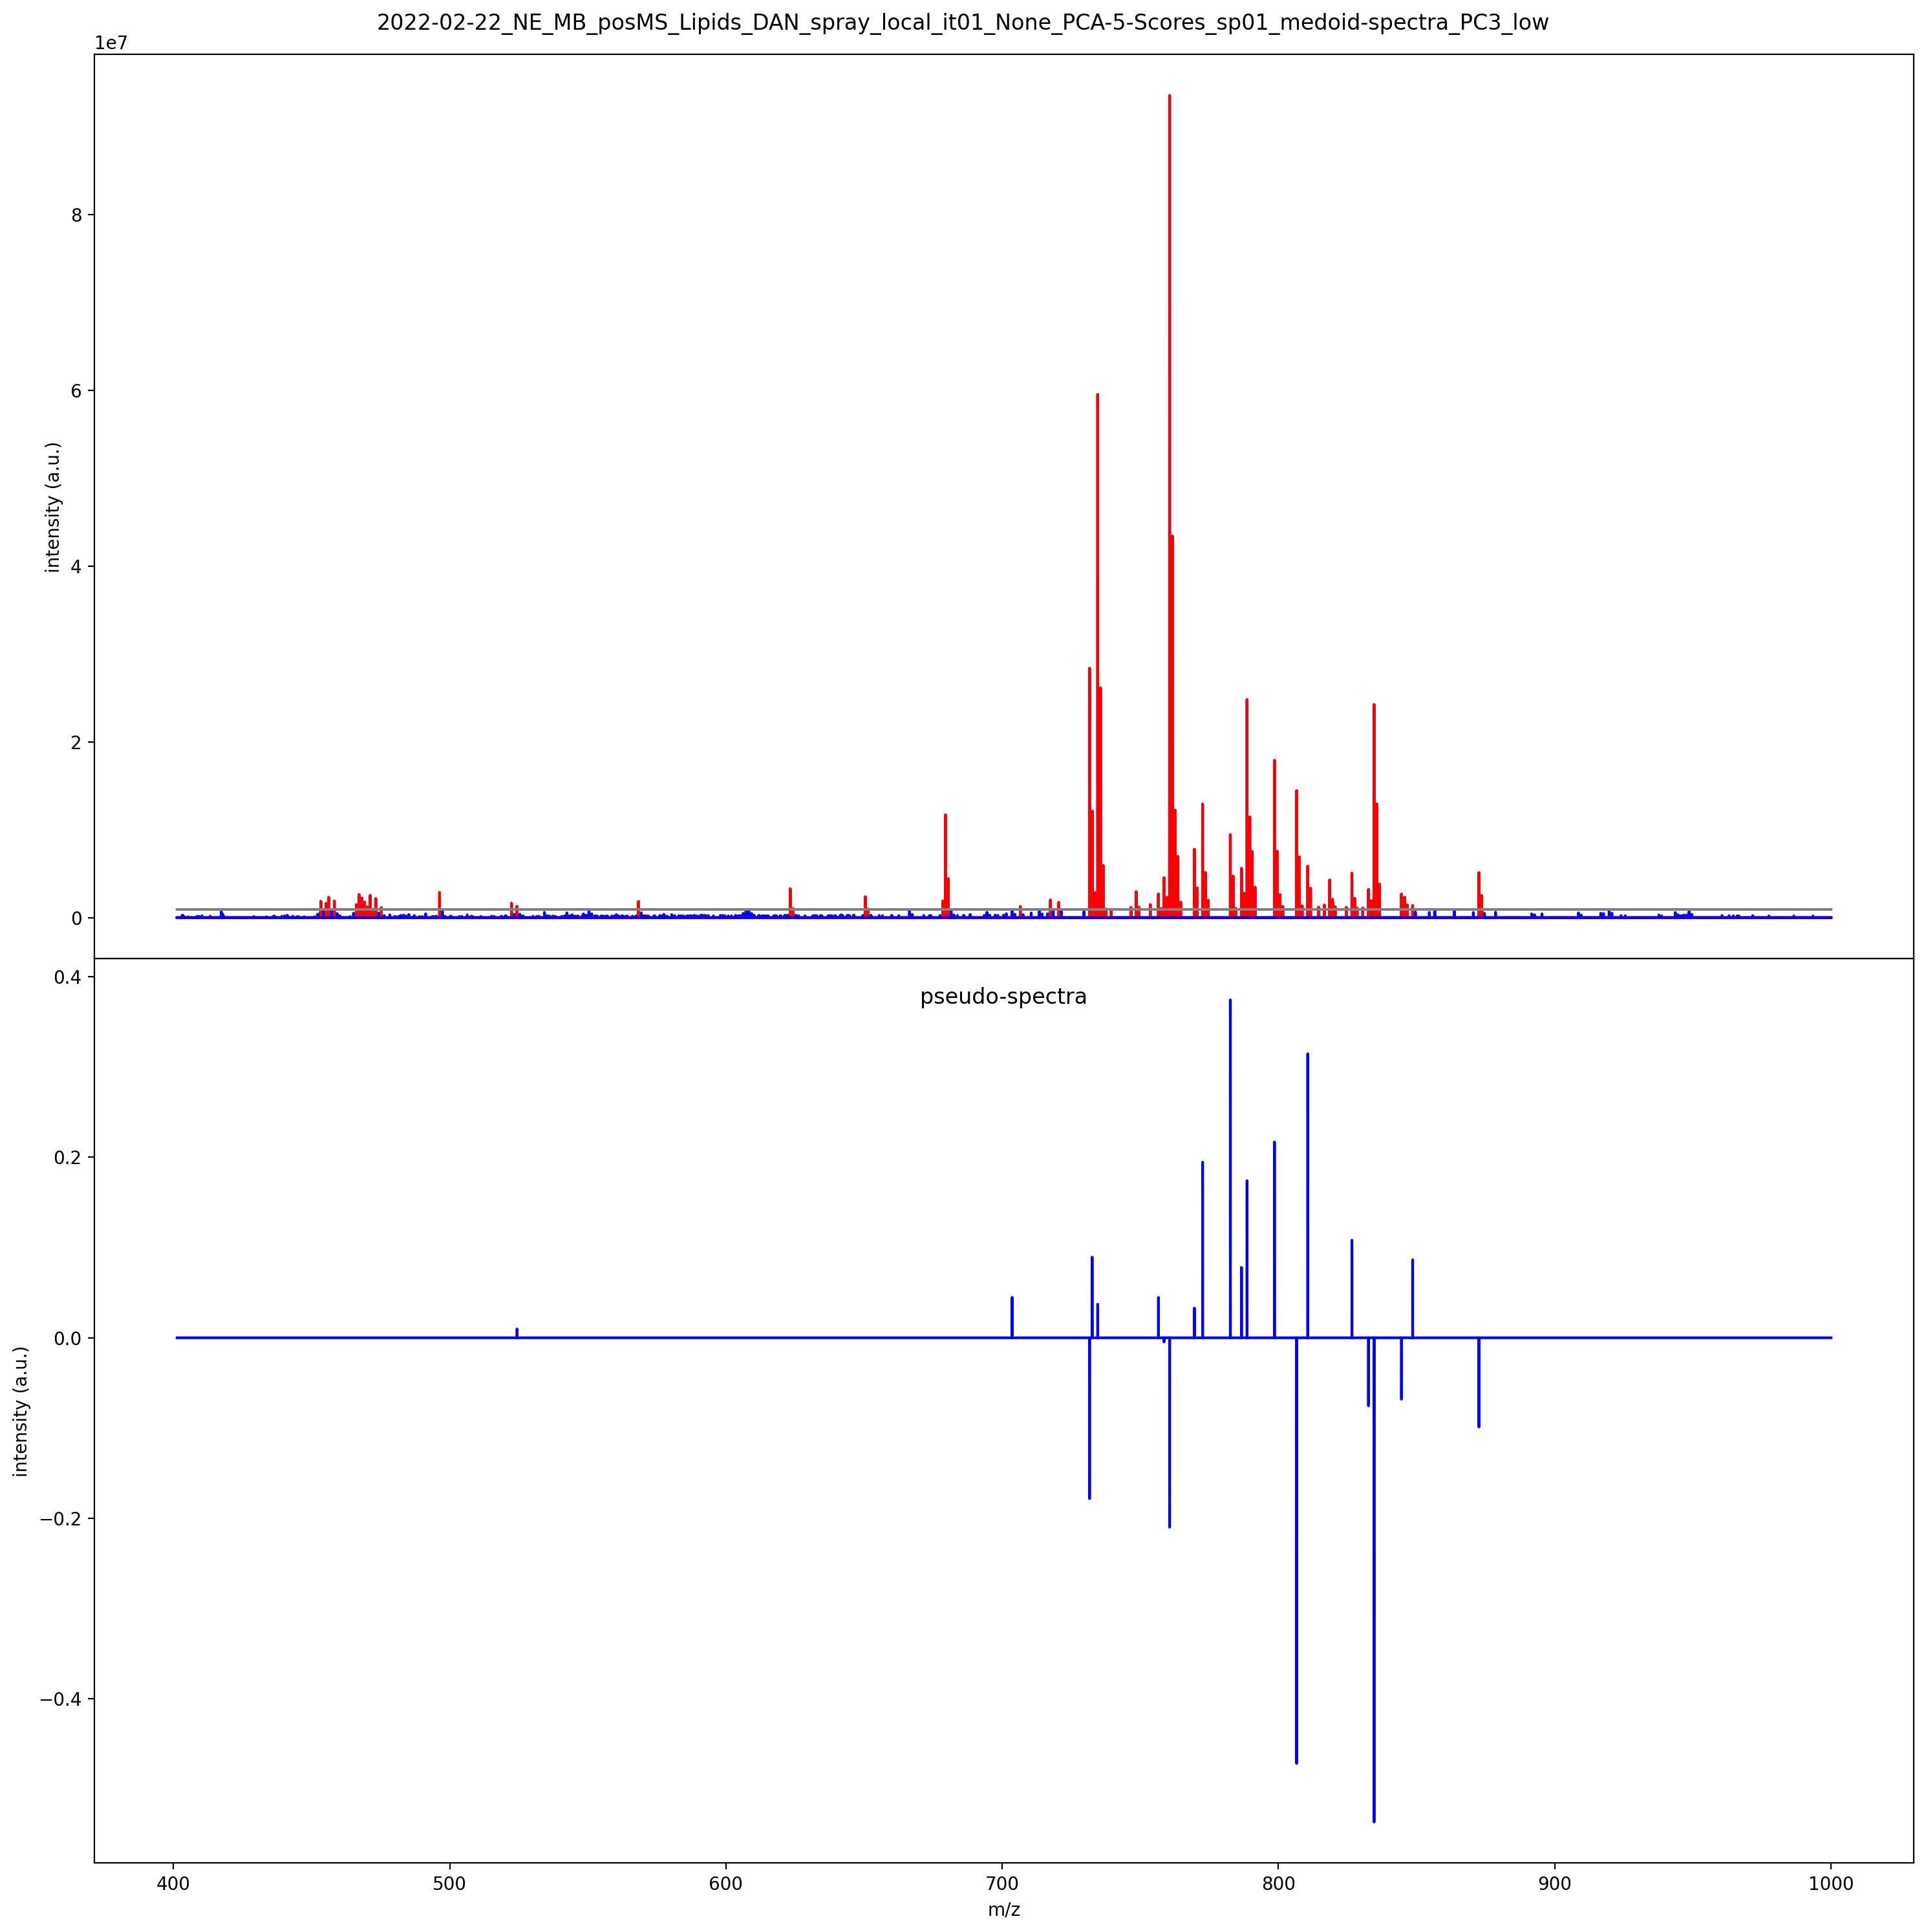 2022-02-22_NE_MB_posMS_Lipids_DAN_spray_local_it01_None_PCA-5-Scores_sp01_medoid-spectra_PC3_low
1e7
8
6
4
2
0
intensity (a.u.)
pseudo-spectra
0.4
0.2
0.0
−0.2
−0.4
intensity (a.u.)
400 500 600 700 800 900 1000
m/z